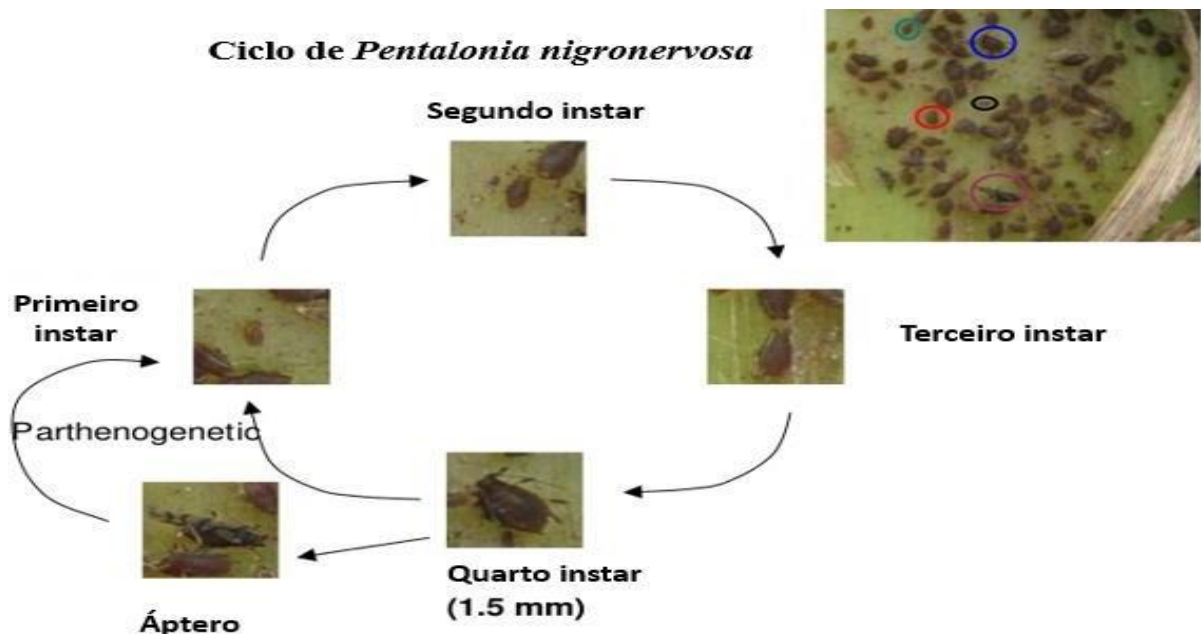 Ciclo de Pentalonia nigronervosa
Segundo instar
Primeiro
instar
Terceiro instar
Parthenogenetic
Quarto instar
(1.5 mm)
Áptero